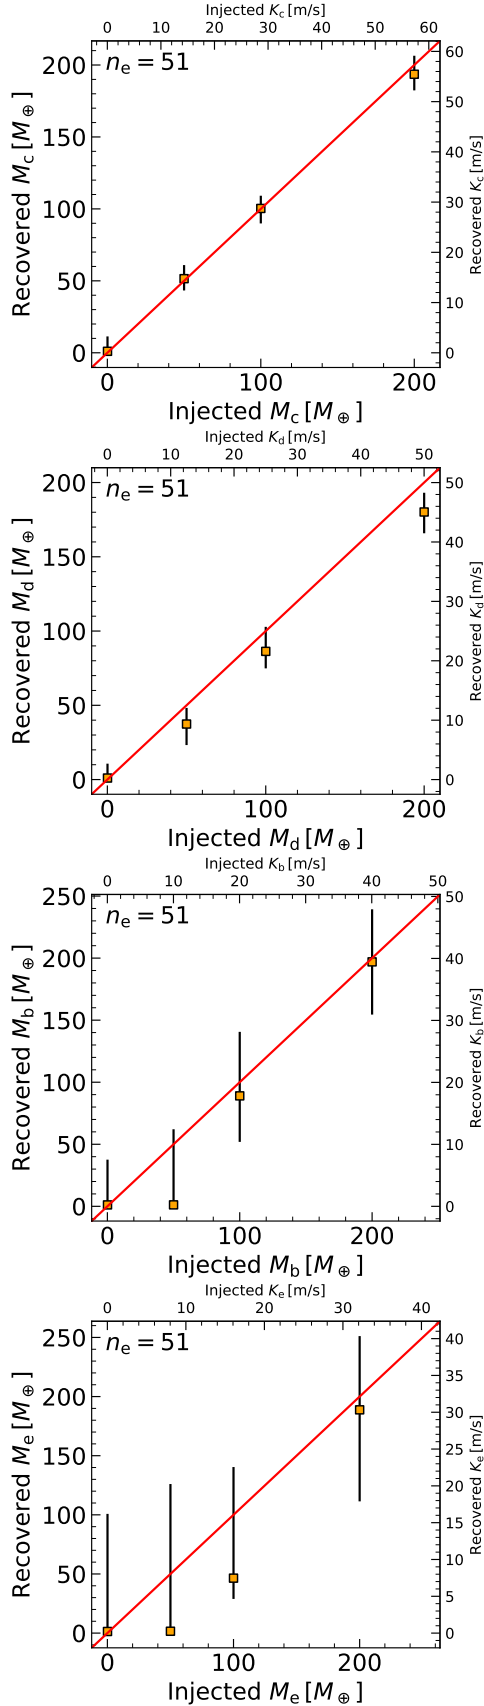 Injected K_c [m/s]
0 10 20 30 40 50 60
n_e = 51
Recovered M_c [M_⊕]
200
150
100
50
0
Recovered K_c [m/s]
60
50
40
30
20
10
0
0 100 200
Injected M_c [M_⊕]
Injected K_d [m/s]
0 10 20 30 40 50
n_e = 51
Recovered M_d [M_⊕]
200
150
100
50
0
Recovered K_d [m/s]
50
40
30
20
10
0
0 100 200
Injected M_d [M_⊕]
Injected K_b [m/s]
0 10 20 30 40 50
n_e = 51
Recovered M_b [M_⊕]
250
200
150
100
50
0
Recovered K_b [m/s]
50
40
30
20
10
0
0 100 200
Injected M_b [M_⊕]
Injected K_e [m/s]
0 10 20 30 40
n_e = 51
Recovered M_e [M_⊕]
250
200
150
100
50
0
Recovered K_e [m/s]
40
35
30
25
20
15
10
5
0
0 100 200
Injected M_e [M_⊕]